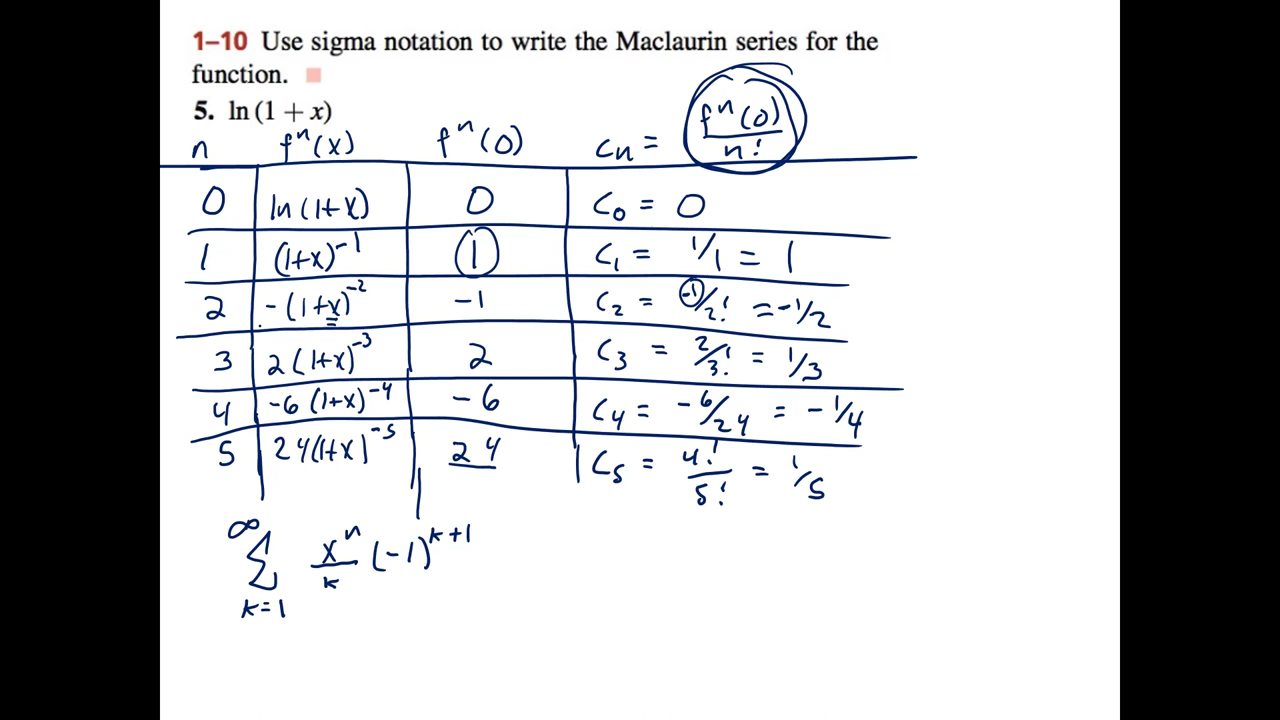 1–10 Use sigma notation to write the Maclaurin series for the
function.
5. ln (1 + x)
n fⁿ(x) fⁿ(0) cn = fⁿ(0)/n!
0 ln(1+x) 0 C₀ = 0
1 (1+x)⁻¹ 1 C₁ = 1/1 = 1
2 -(1+x)⁻² -1 C₂ = -1/2! = -1/2
3 2(1+x)⁻³ 2 C₃ = 2/3! = 1/3
4 -6(1+x)⁻⁴ -6 C₄ = -6/24 = -1/4
5 24(1+x)⁻⁵ 24 C₅ = 4!/5! = 1/5
∞
Σ xⁿ/k (-1)ᵏ⁺¹
k=1